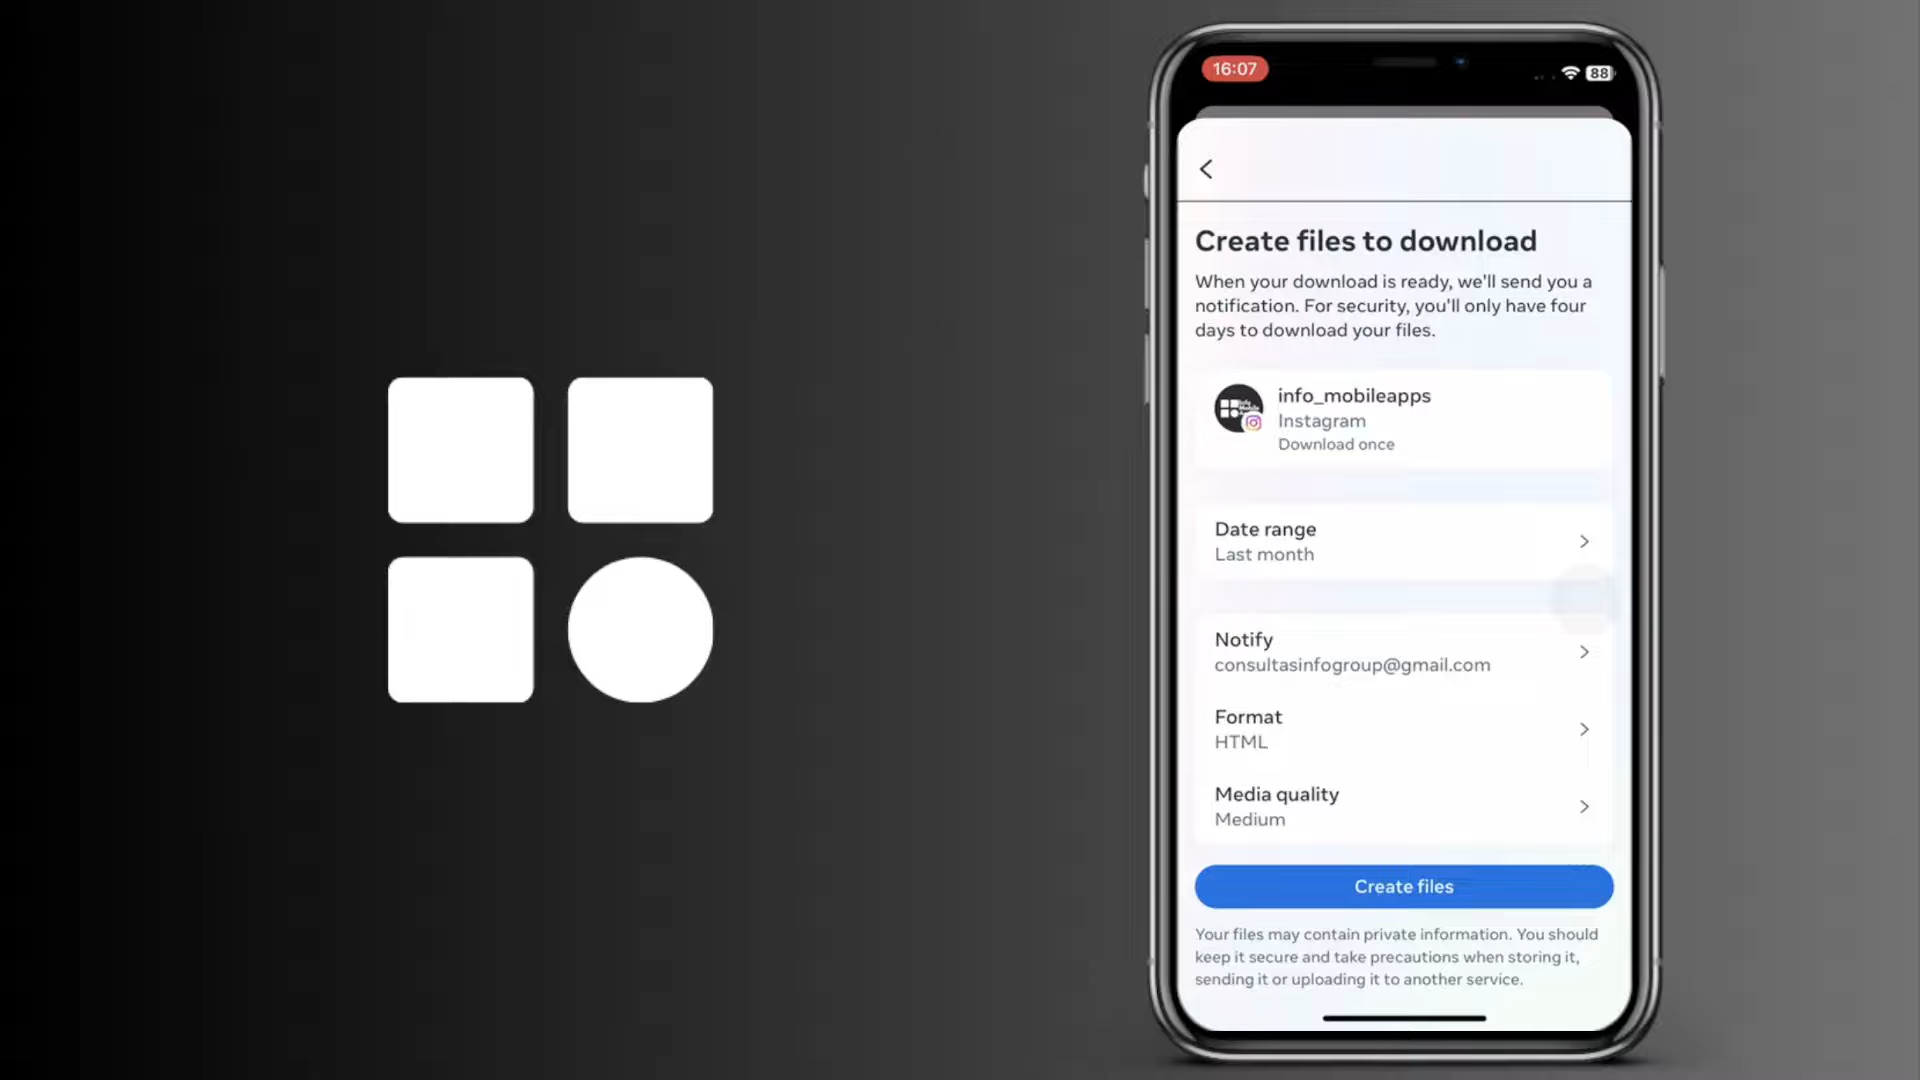 16:07
88
Create files to download
When your download is ready, we'll send you a
notification. For security, you'll only have four
days to download your files.
info_mobileapps
Instagram
Download once
Date range
Last month
Notify
consultasinfogroup@gmail.com
Format
HTML
Media quality
Medium
Create files
Your files may contain private information. You should
keep it secure and take precautions when storing it,
sending it or uploading it to another service.